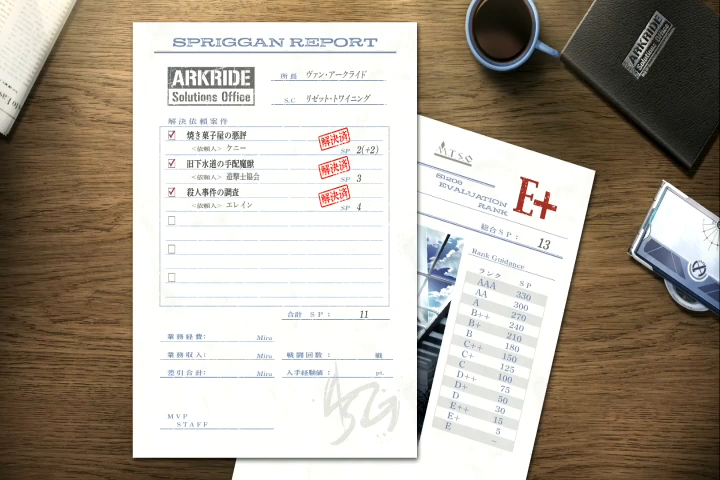 SPRIGGAN REPORT
ARKRIDE
Solutions Office
所長 ヴァン・アークライド
S.C リゼット・トワイニング
解決依頼案件
焼き菓子屋の悪評
<依頼人> ケニー
解決済
SP 2(+2)
旧下水道の手配魔獣
<依頼人> 遊撃士協会
解決済
SP 3
殺人事件の調査
<依頼人> エレイン
解決済
SP 4
合計 SP: 11
業務経費: Mira
業務収入: Mira 戦闘回数: 戦
差引合計: Mira 入手経験値: pt.
MVP
STAFF
MTSO
S1208
EVALUATION
RANK
E+
総合SP: 13
Rank Guidance
ランク SP
AAA 330
AA 300
A 270
B++ 240
B+ 210
B 180
C++ 150
C+ 125
C 100
D++ 75
D+ 50
D 30
E++ 15
E+ 5
E -
ARKRIDE
Solutions Office